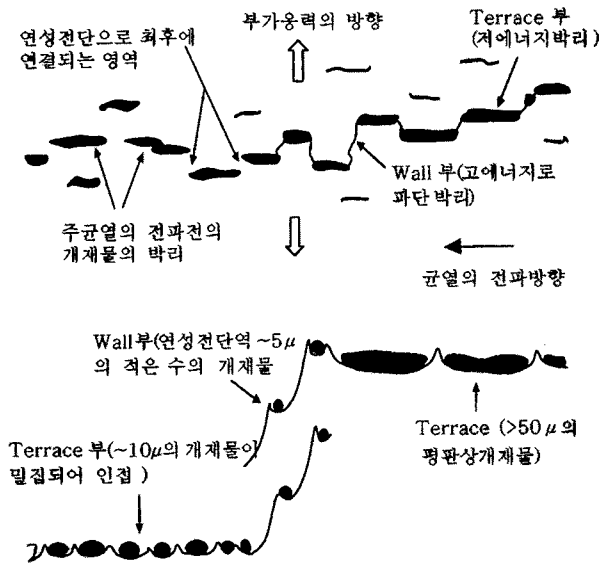 연성전단으로 최후에
연결되는 영역
부가응력의 방향
Terrace 부
(저에너지박리)
Wall 부(고에너지로
파단박리)
주균열의 전파전의
개재물의 박리
균열의 전파방향
Wall부(연성전단역 ~5μ
의 적은 수의 개재물
Terrace (>50μ의
평판상개재물)
Terrace 부(~10μ의 개재물이
밀집되어 인접 )